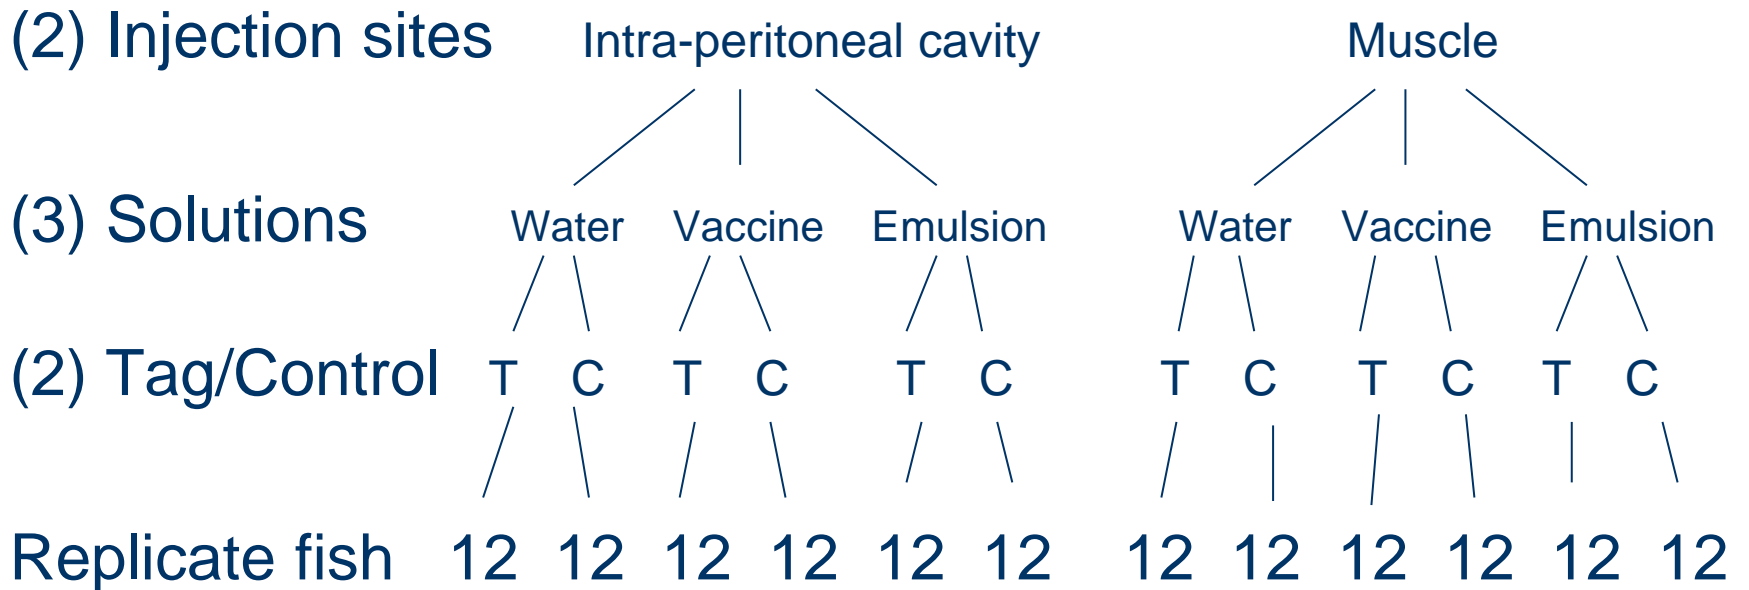 (2) Injection sites Intra-peritoneal cavity Muscle
(3) Solutions Water Vaccine Emulsion Water Vaccine Emulsion
(2) Tag/Control T C T C T C T C T C T C
Replicate fish 12 12 12 12 12 12 12 12 12 12 12 12